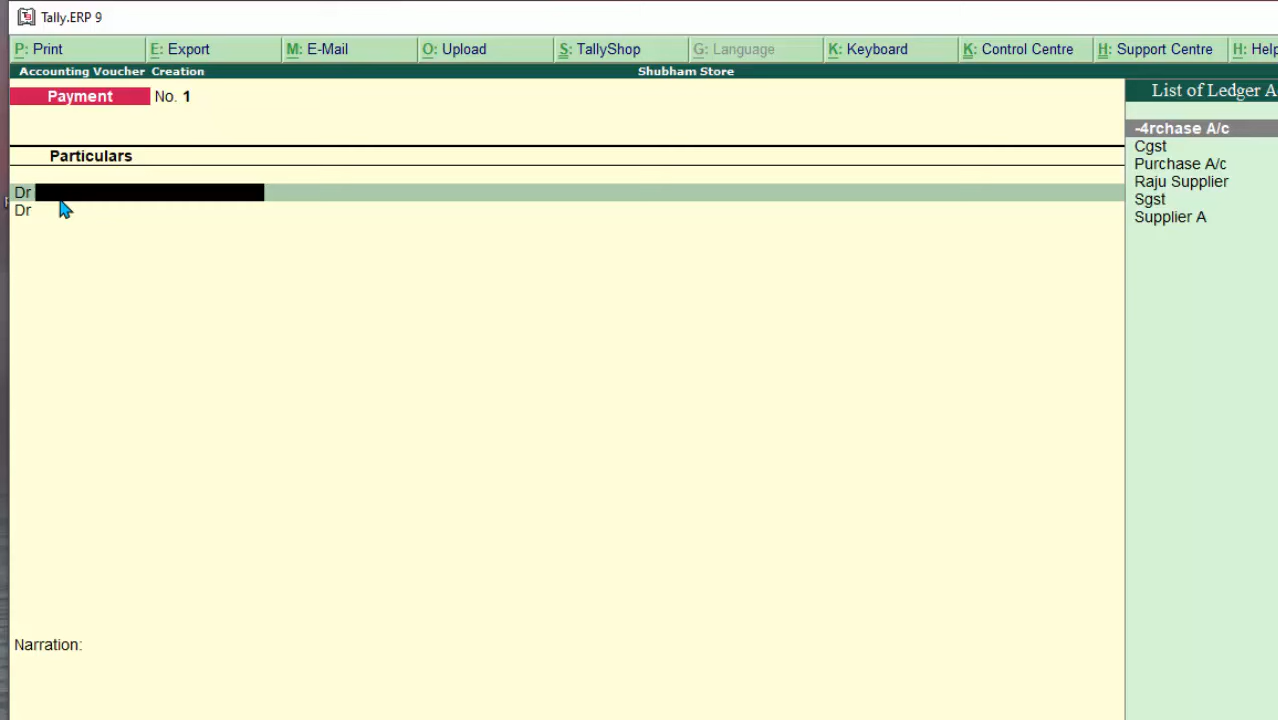 Tally.ERP 9
P: Print E: Export M: E-Mail O: Upload S: TallyShop G: Language K: Keyboard K: Control Centre H: Support Centre H: Help
Accounting Voucher Creation Shubham Store
Payment No. 1
List of Ledger A
Particulars
-4rchase A/c
Cgst
Purchase A/c
Raju Supplier
Sgst
Supplier A
Dr
Dr
Narration: